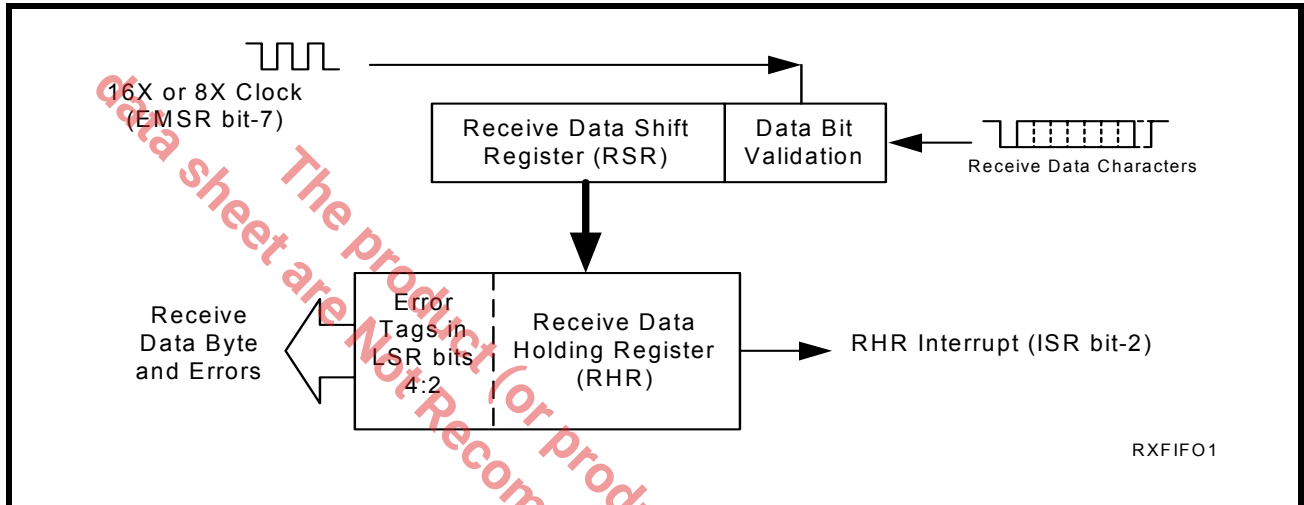 16X or 8X Clock
(EMSR bit-7)
Receive Data Shift
Register (RSR)
Data Bit
Validation
Receive Data Characters
Receive
Data Byte
and Errors
Error
Tags in
LSR bits
4:2
Receive Data
Holding Register
(RHR)
RHR Interrupt (ISR bit-2)
RXFIFO1
The product (or produ
data sheet are Not Recom